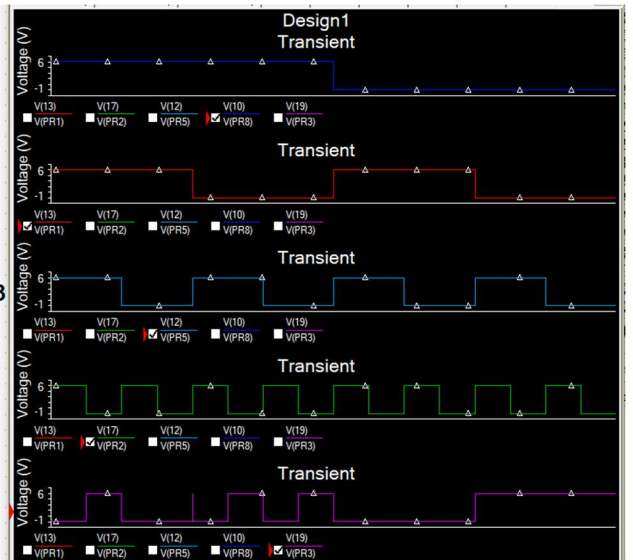 Design1
Transient
Voltage (V)
6
-1
V(13) V(17) V(12) V(10) V(19)
V(PR1) V(PR2) V(PR5) V(PR8) V(PR3)
Transient
Voltage (V)
6
-1
V(13) V(17) V(12) V(10) V(19)
V(PR1) V(PR2) V(PR5) V(PR8) V(PR3)
Transient
Voltage (V)
6
-1
V(13) V(17) V(12) V(10) V(19)
V(PR1) V(PR2) V(PR5) V(PR8) V(PR3)
Transient
Voltage (V)
6
-1
V(13) V(17) V(12) V(10) V(19)
V(PR1) V(PR2) V(PR5) V(PR8) V(PR3)
Transient
Voltage (V)
6
-1
V(13) V(17) V(12) V(10) V(19)
V(PR1) V(PR2) V(PR5) V(PR8) V(PR3)